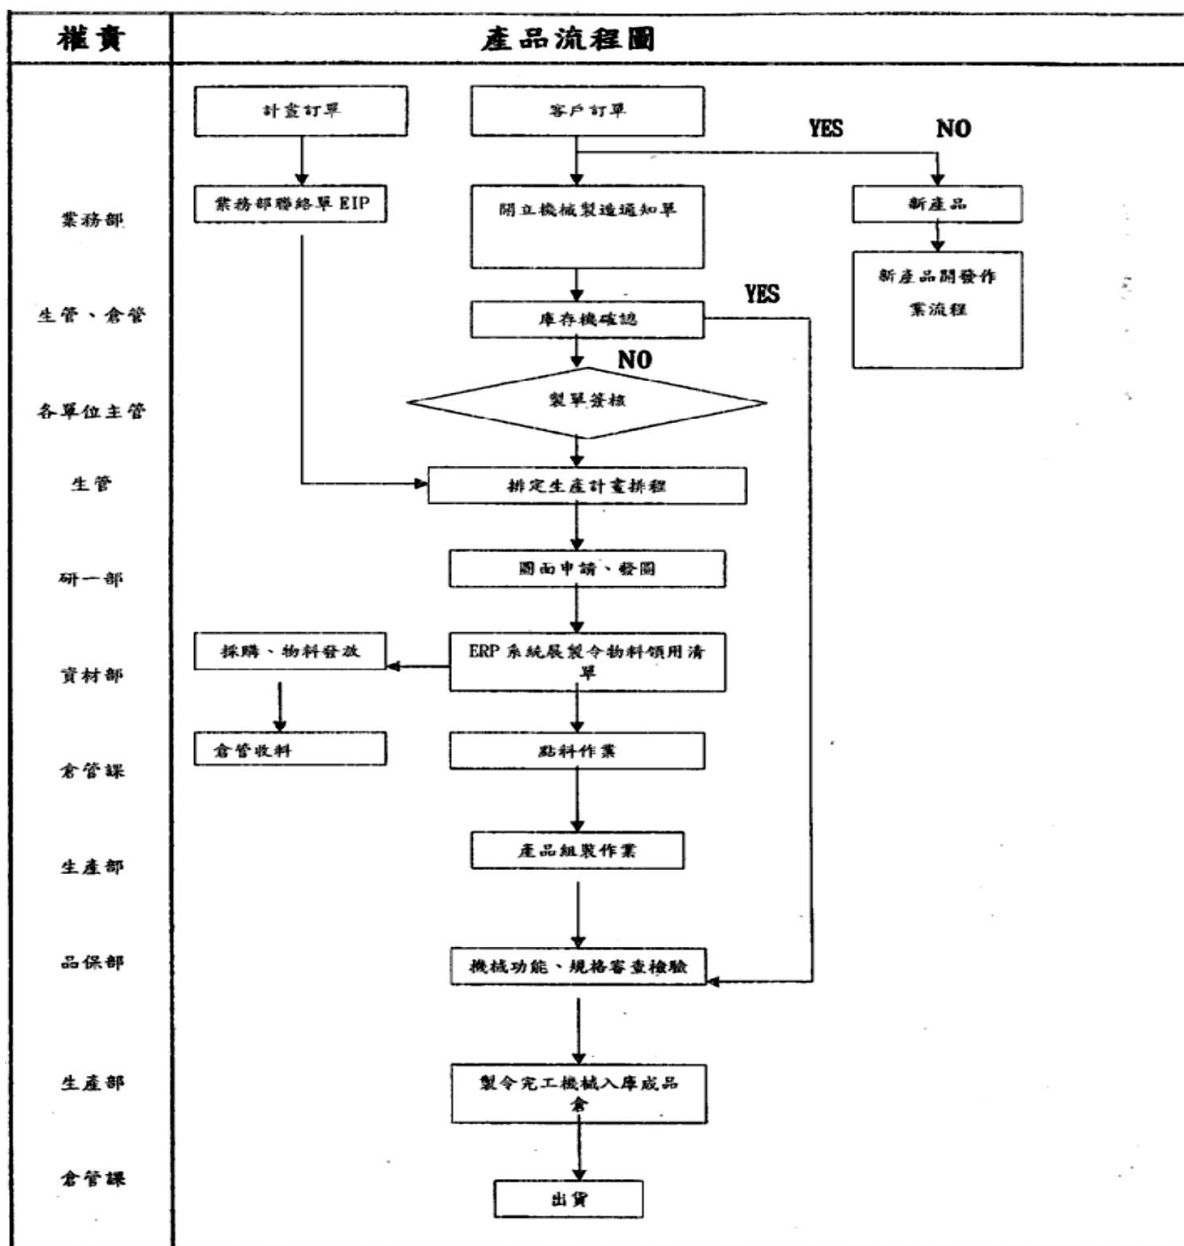 權責
產品流程圖
計畫訂單
客戶訂單
YES
NO
業務部
業務部聯絡單 EIP
開立機械製造通知單
新產品
新產品開發作
業流程
生管、倉管
庫存機確認
YES
NO
各單位主管
製單簽核
生管
排定生產計畫排程
研一部
圖面申請、發圖
資材部
採購、物料發放
ERP 系統展製令物料領用清
單
倉管課
倉管收料
點料作業
生產部
產品組裝作業
品保部
機械功能、規格審查檢驗
生產部
製令完工機械入庫成品
倉
倉管課
出貨